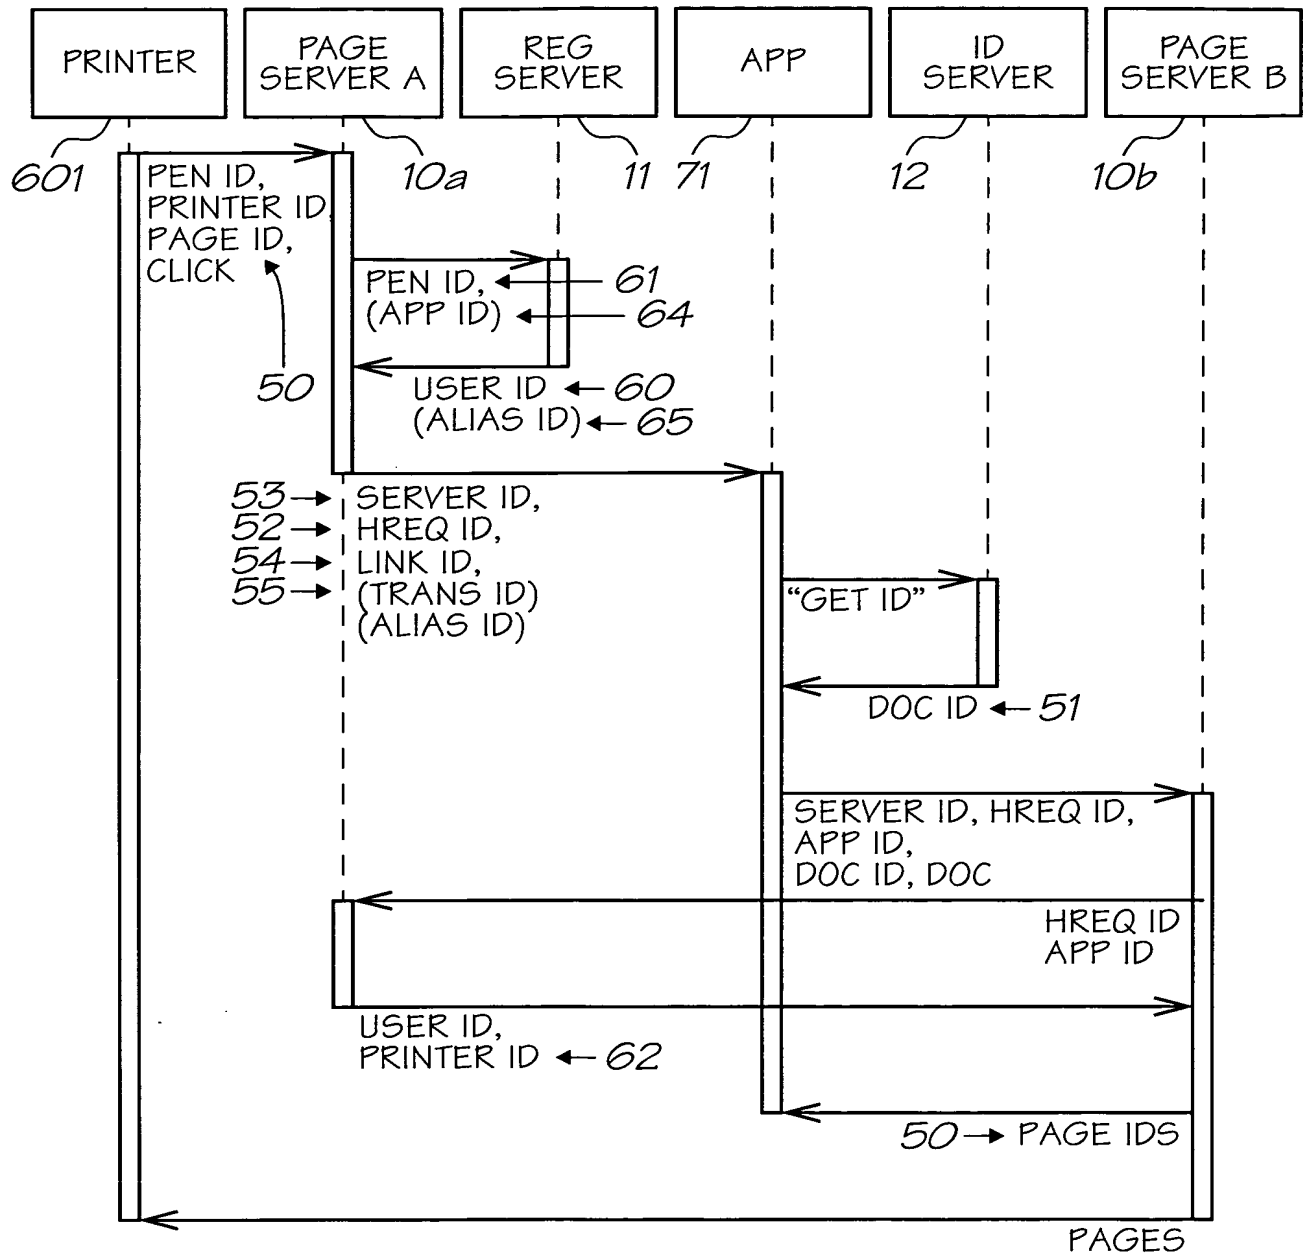 PRINTER
PAGE
SERVER A
REG
SERVER
APP
ID
SERVER
PAGE
SERVER B
601
10a
11
71
12
10b
PEN ID,
PRINTER ID
PAGE ID,
CLICK
50
PEN ID,
61
(APP ID)
64
USER ID
60
(ALIAS ID)
65
53
SERVER ID,
52
HREQ ID,
54
LINK ID,
55
(TRANS ID)
(ALIAS ID)
“GET ID”
DOC ID
51
SERVER ID, HREQ ID,
APP ID,
DOC ID, DOC
HREQ ID
APP ID
USER ID,
PRINTER ID
62
50
PAGE IDS
PAGES